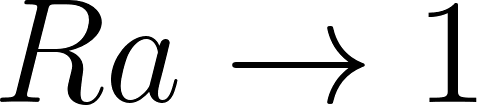 Ra → 1